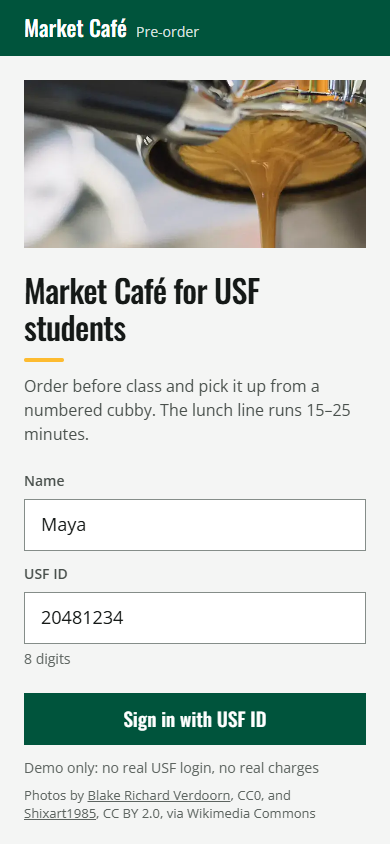 Market Café Pre-order
Market Café for USF
students
Order before class and pick it up from a
numbered cubby. The lunch line runs 15–25
minutes.
Name
Maya
USF ID
20481234
8 digits
Sign in with USF ID
Demo only: no real USF login, no real charges
Photos by Blake Richard Verdoorn, CC0, and
Shixart1985, CC BY 2.0, via Wikimedia Commons